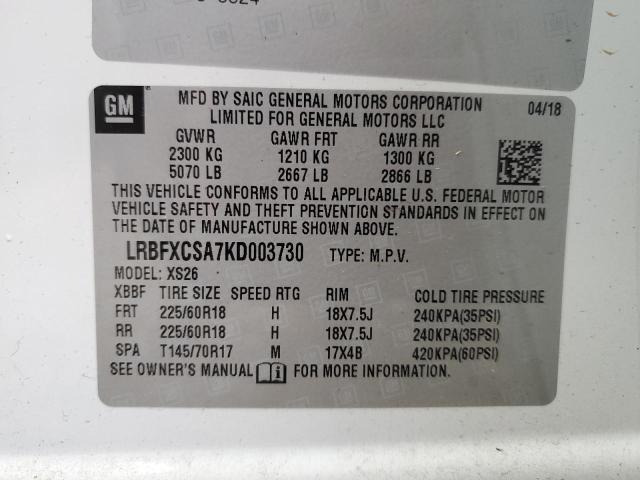 GM
MFD BY SAIC GENERAL MOTORS CORPORATION 04/18
LIMITED FOR GENERAL MOTORS LLC
GVWR GAWR FRT GAWR RR
2300 KG 1210 KG 1300 KG
5070 LB 2667 LB 2866 LB
THIS VEHICLE CONFORMS TO ALL APPLICABLE U.S. FEDERAL MOTOR
VEHICLE SAFETY AND THEFT PREVENTION STANDARDS IN EFFECT ON
THE DATE OF MANUFACTURE SHOWN ABOVE.
LRBFXCSA7KD003730 TYPE: M.P.V.
MODEL: XS26
XBBF TIRE SIZE SPEED RTG RIM COLD TIRE PRESSURE
FRT 225/60R18 H 18X7.5J 240KPA(35PSI)
RR 225/60R18 H 18X7.5J 240KPA(35PSI)
SPA T145/70R17 M 17X4B 420KPA(60PSI)
SEE OWNER'S MANUAL FOR MORE INFORMATION.